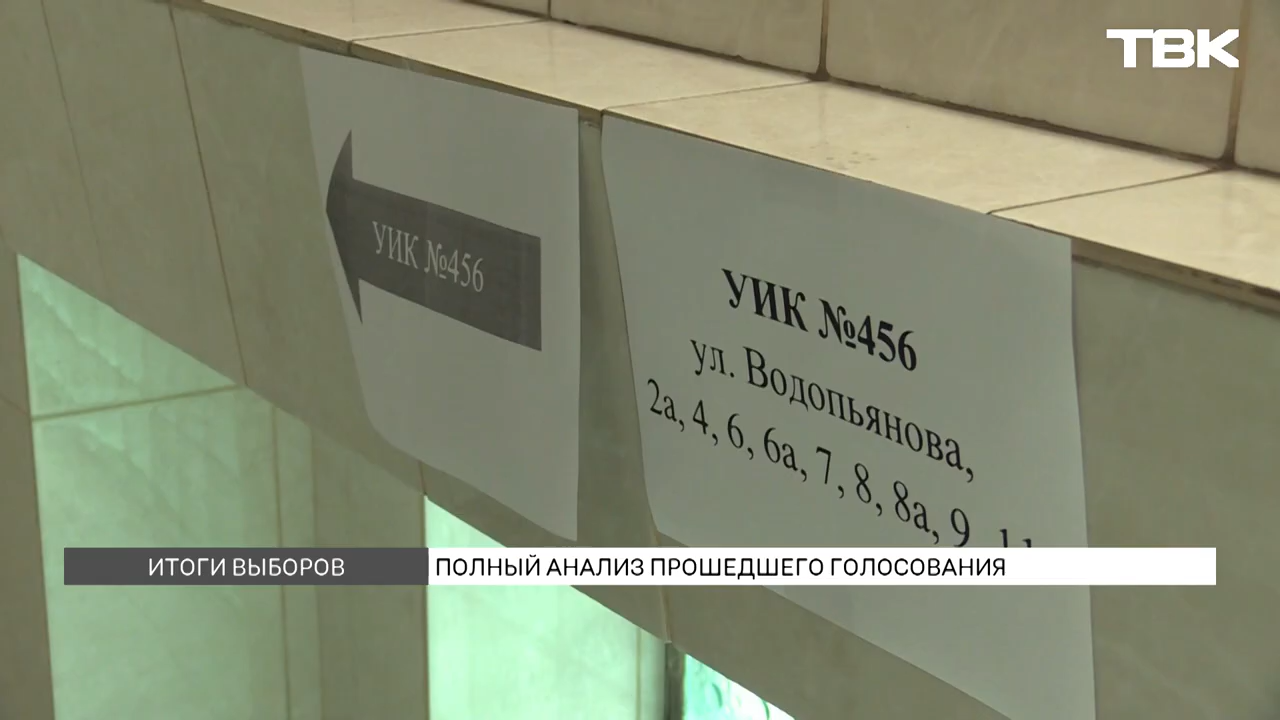 ТВК
УИК №456
УИК №456
ул. Водопьянова,
2а, 4, 6, 6а, 7, 8, 8а, 9
ИТОГИ ВЫБОРОВ
ПОЛНЫЙ АНАЛИЗ ПРОШЕДШЕГО ГОЛОСОВАНИЯ